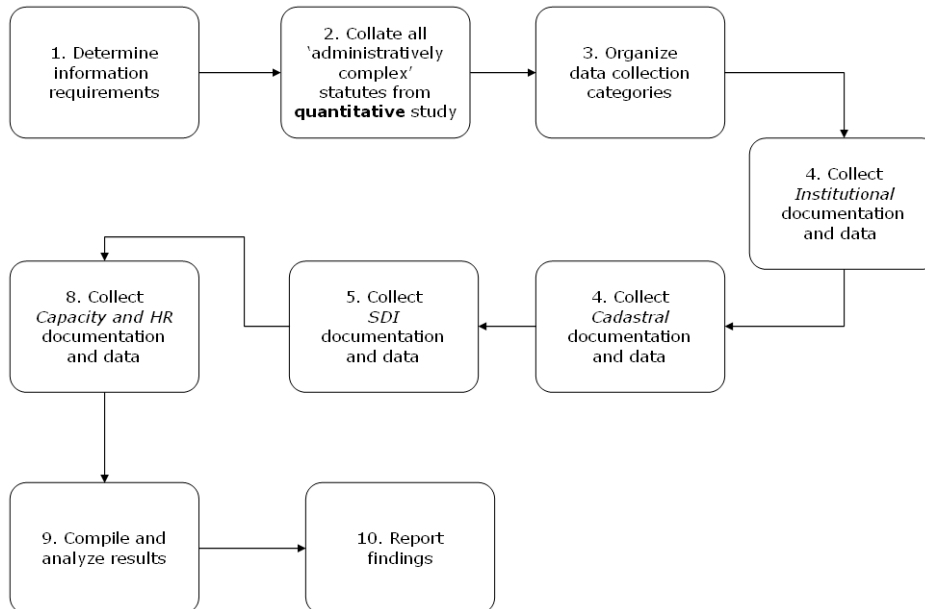 1. Determine
information
requirements
2. Collate all
‘administratively
complex’
statutes from
quantitative study
3. Organize
data collection
categories
4. Collect
Institutional
documentation
and data
4. Collect
Cadastral
documentation
and data
5. Collect
SDI
documentation
and data
8. Collect
Capacity and HR
documentation
and data
9. Compile and
analyze results
10. Report
findings